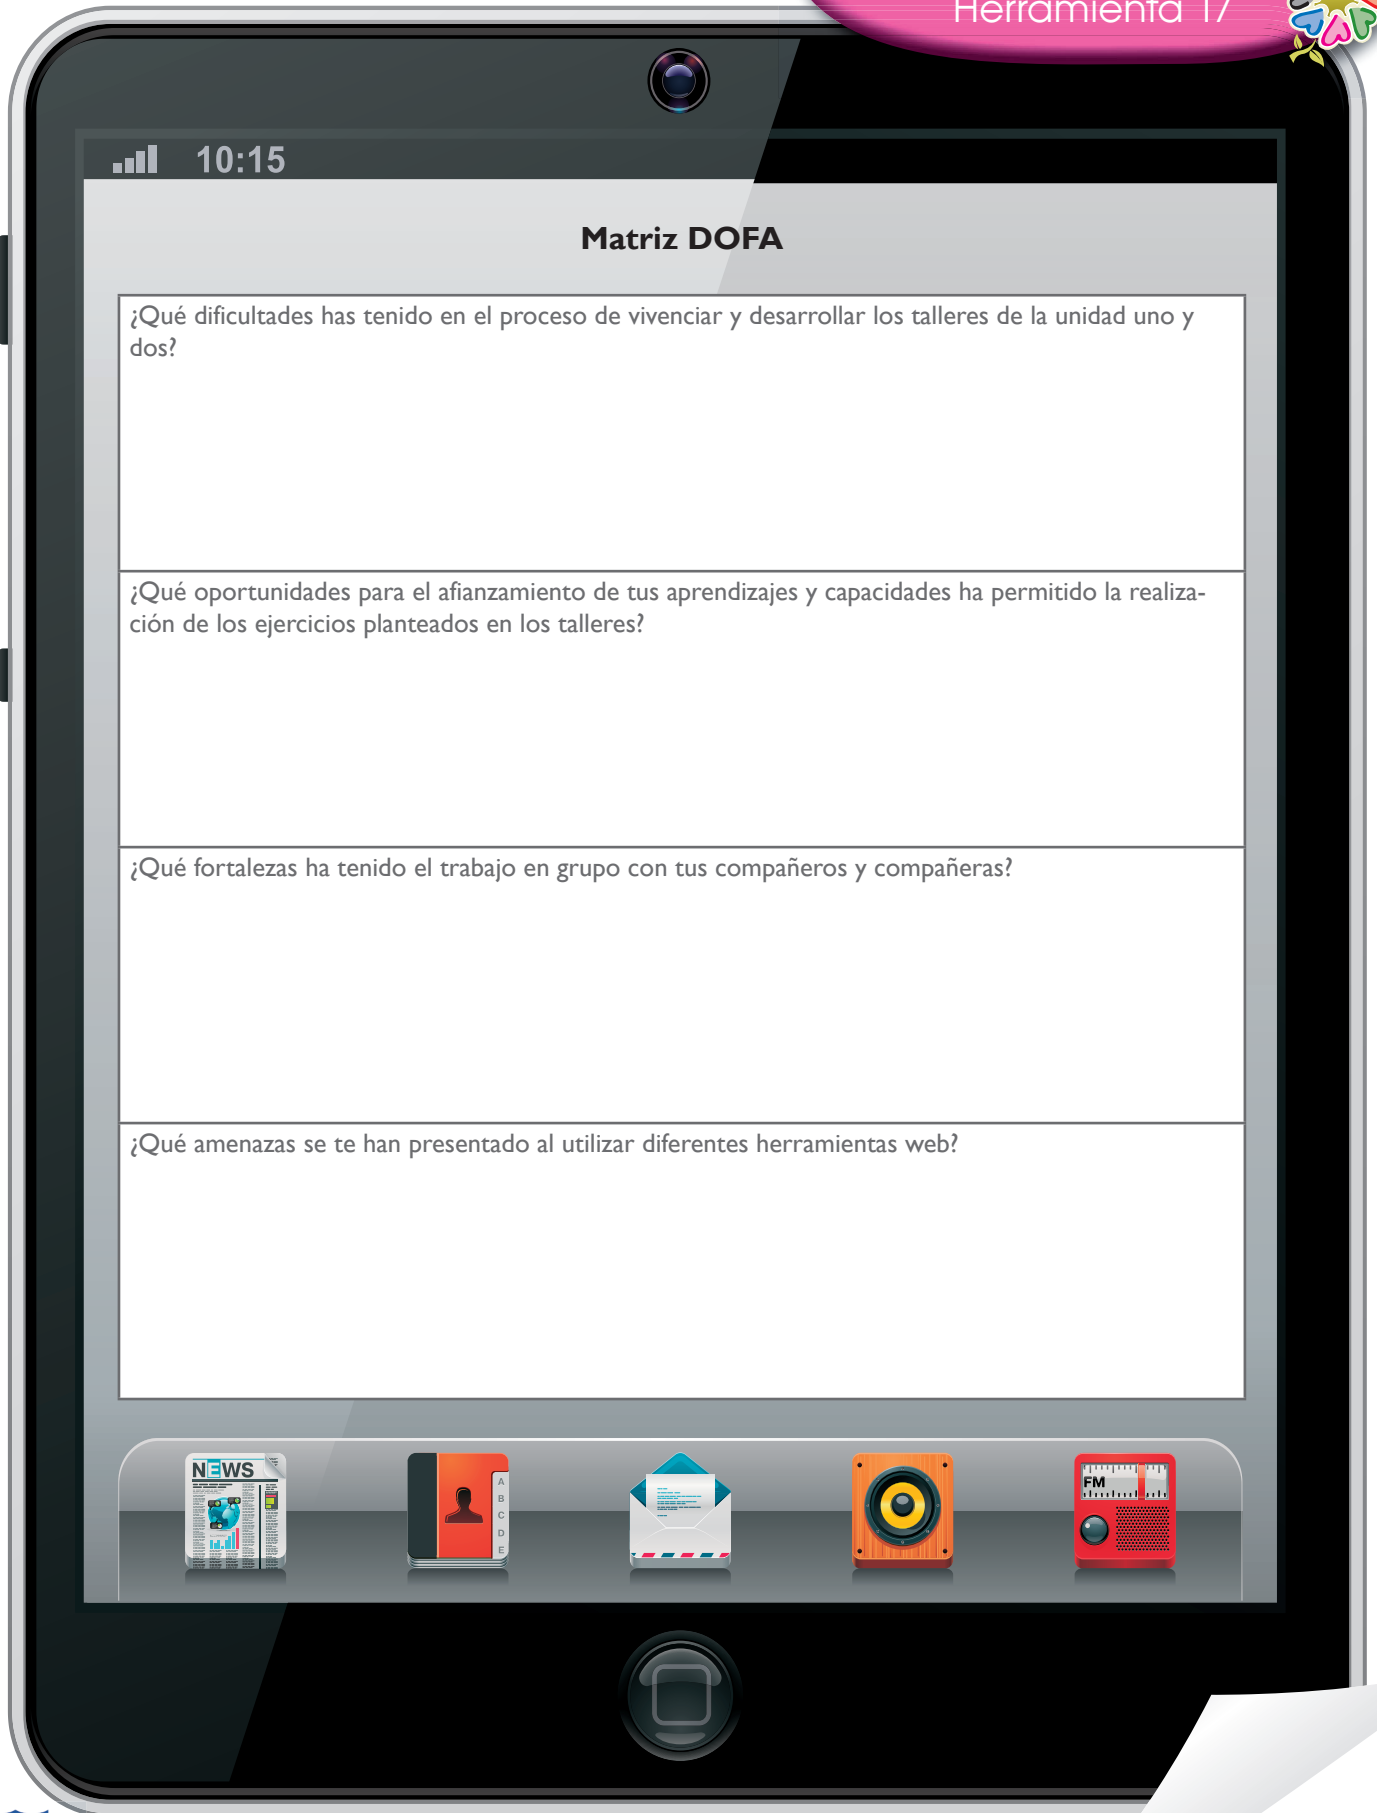 Herramienta 17
10:15
Matriz DOFA
¿Qué dificultades has tenido en el proceso de vivenciar y desarrollar los talleres de la unidad uno y
dos?
¿Qué oportunidades para el afianzamiento de tus aprendizajes y capacidades ha permitido la realiza-
ción de los ejercicios planteados en los talleres?
¿Qué fortalezas ha tenido el trabajo en grupo con tus compañeros y compañeras?
¿Qué amenazas se te han presentado al utilizar diferentes herramientas web?
NEWS
A
B
C
D
E
FM